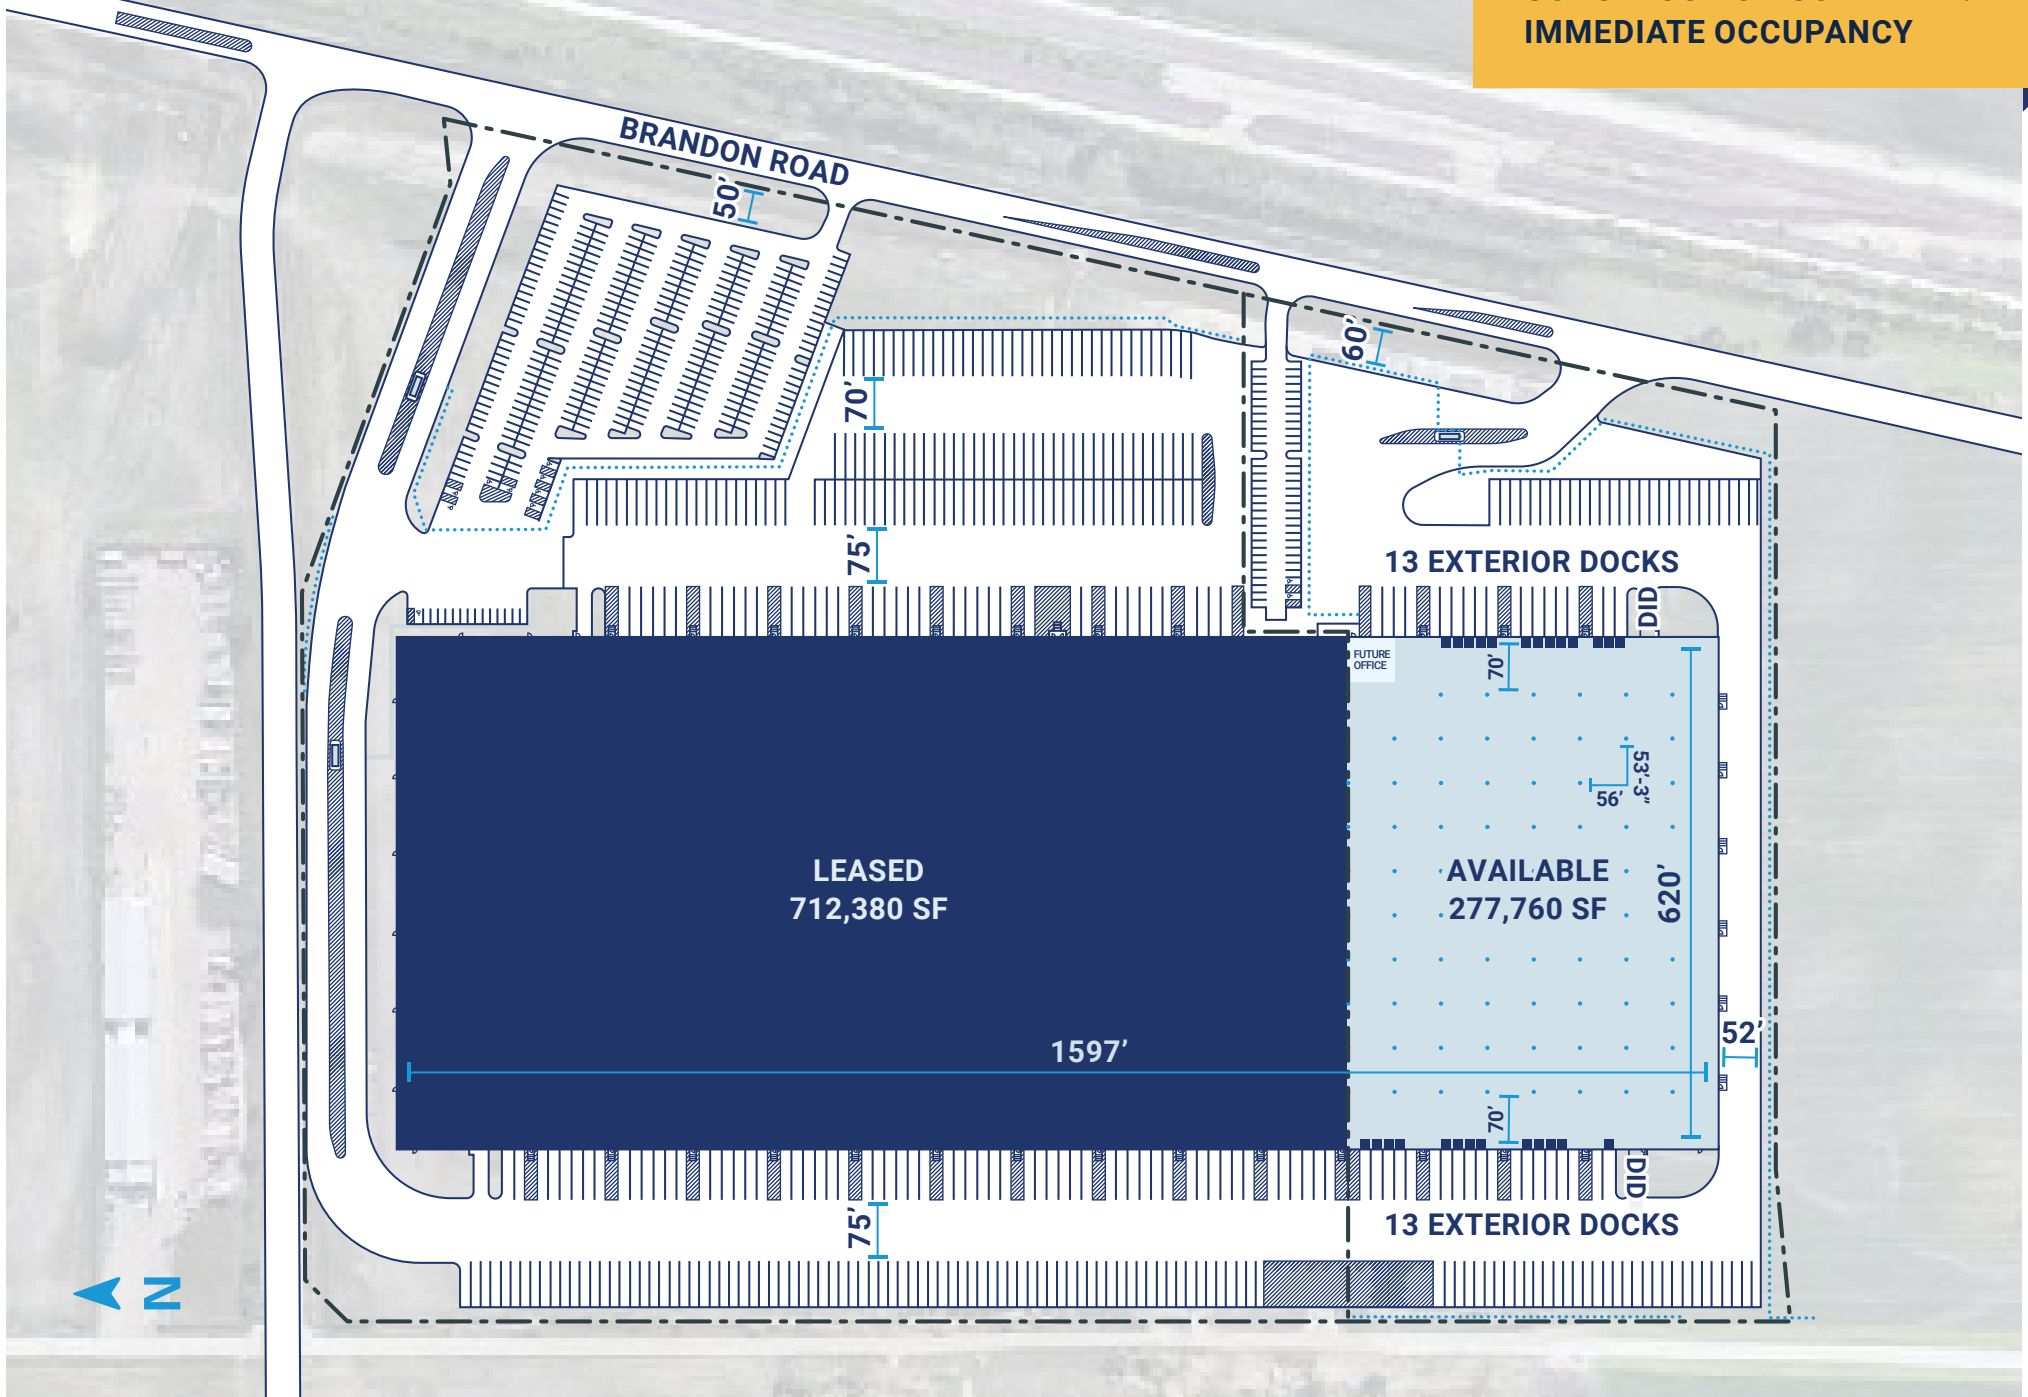 IMMEDIATE OCCUPANCY
BRANDON ROAD
50'
60'
70'
75'
13 EXTERIOR DOCKS
DID
FUTURE
OFFICE
70'
53'-3"
56'
LEASED
712,380 SF
AVAILABLE
277,760 SF
620'
52'
1597'
70'
DID
75'
13 EXTERIOR DOCKS
N